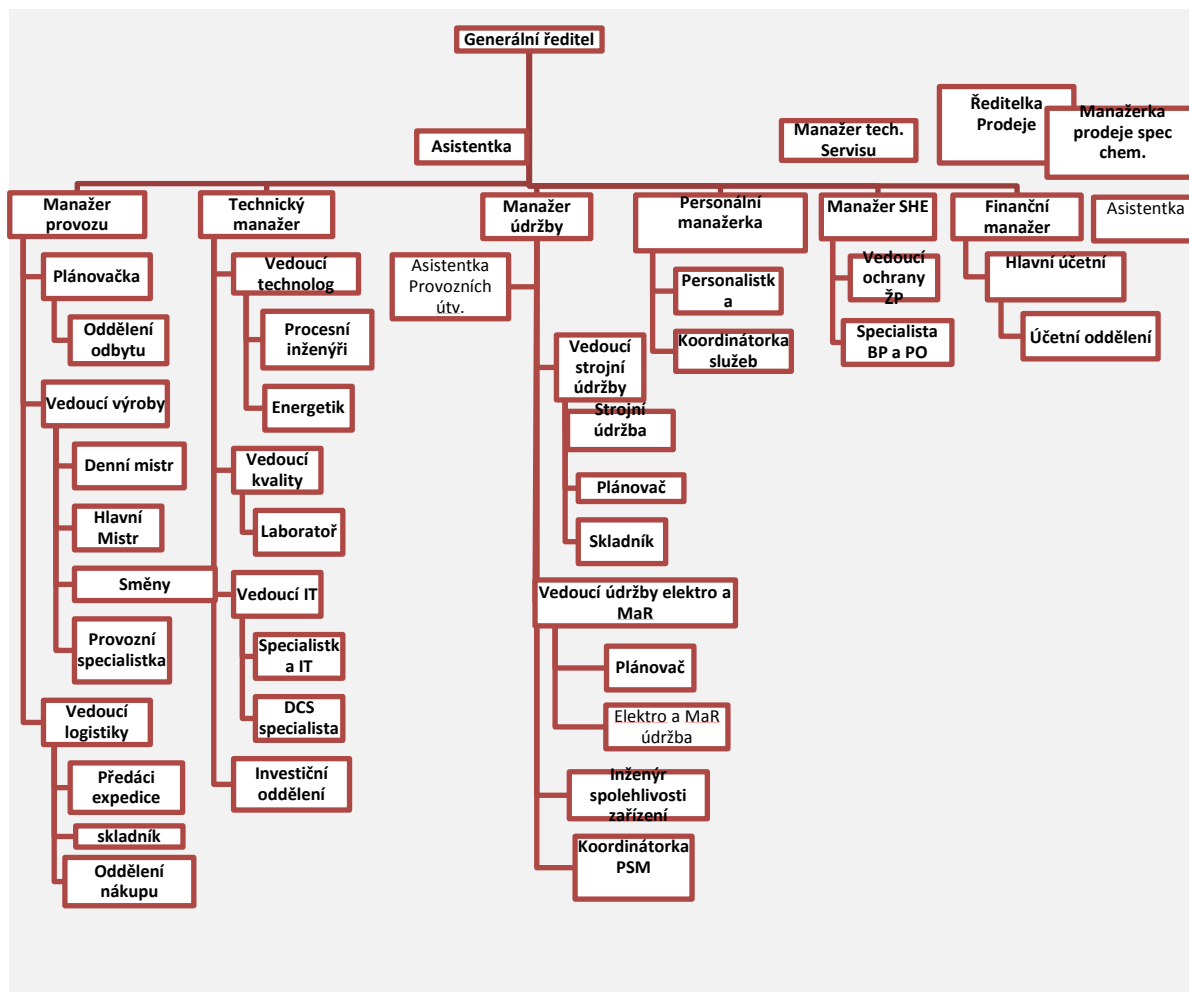 Generální ředitel
Asistentka
Manažer tech.
Servisu
Ředitelka
Prodeje
Manažerka
prodeje spec
chem.
Manažer
provozu
Technický
manažer
Manažer
údržby
Personální
manažerka
Manažer SHE
Finanční
manažer
Asistentka
Plánovačka
Oddělení
odbytu
Vedoucí výroby
Denní mistr
Hlavní
Mistr
Směny
Provozní
specialistka
Vedoucí
logistiky
Předáci
expedice
skladník
Oddělení
nákupu
Vedoucí
technolog
Procesní
inženýři
Energetik
Vedoucí
kvality
Laboratoř
Vedoucí IT
Specialistk
a IT
DCS
specialista
Investiční
oddělení
Asistentka
Provozních
útv.
Vedoucí
strojní
údržby
Strojní
údržba
Plánovač
Skladník
Vedoucí údržby elektro a
MaR
Plánovač
Elektro a MaR
údržba
Inženýr
spolehlivosti
zařízení
Koordinátorka
PSM
Personalistk
a
Koordinátorka
služeb
Vedoucí
ochrany
ŽP
Specialista
BP a PO
Hlavní účetní
Účetní oddělení